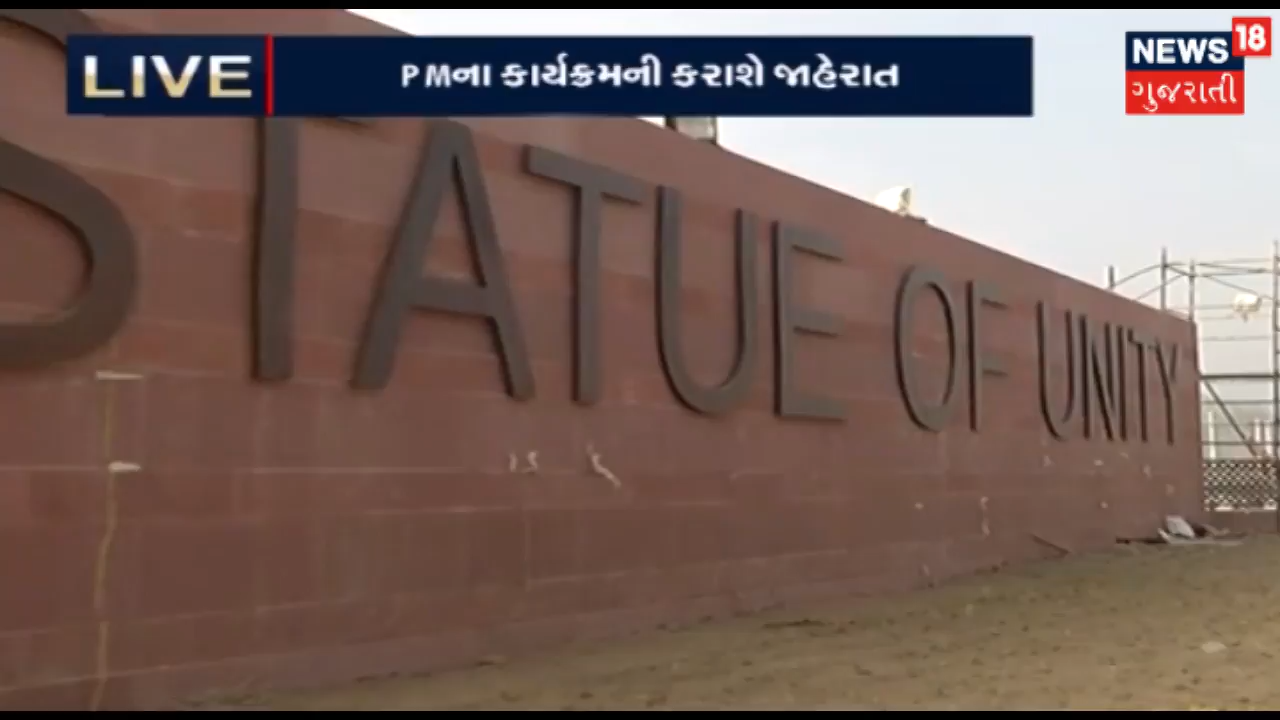 LIVE
PMના કાર્યક્રમની કરાશે જાહેરાત
NEWS 18
ગુજરાતી
STATUE OF UNITY